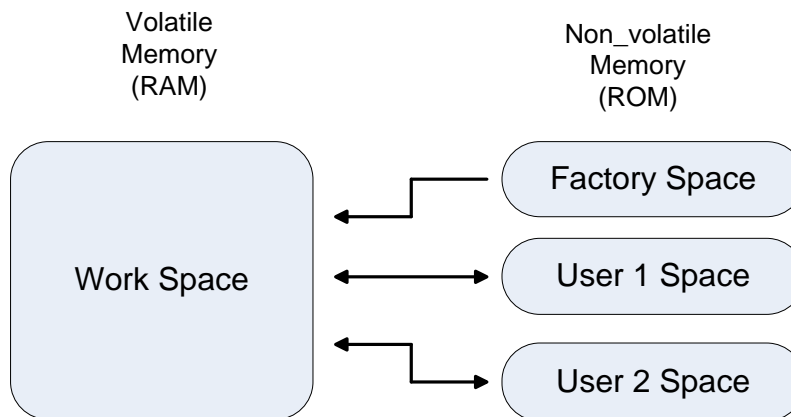 Volatile
Memory
(RAM)
Non_volatile
Memory
(ROM)
Work Space
Factory Space
User 1 Space
User 2 Space